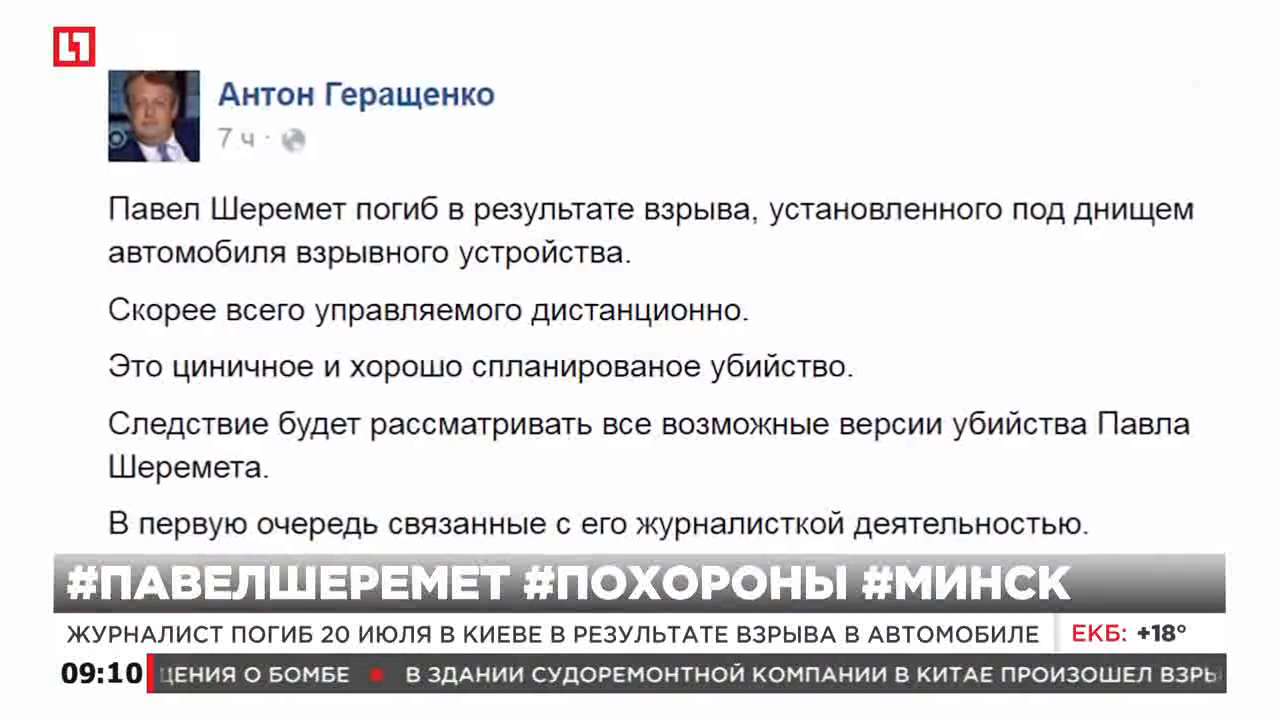 Антон Геращенко
7 ч ·
Павел Шеремет погиб в результате взрыва, установленного под днищем
автомобиля взрывного устройства.
Скорее всего управляемого дистанционно.
Это циничное и хорошо спланированое убийство.
Следствие будет рассматривать все возможные версии убийства Павла
Шеремета.
В первую очередь связанные с его журналисткой деятельностью.
#ПАВЕЛШЕРЕМЕТ #ПОХОРОНЫ #МИНСК
ЖУРНАЛИСТ ПОГИБ 20 ИЮЛЯ В КИЕВЕ В РЕЗУЛЬТАТЕ ВЗРЫВА В АВТОМОБИЛЕ
ЕКБ: +18°
09:10 ЩЕНИЯ О БОМБЕ В ЗДАНИИ СУДОРЕМОНТНОЙ КОМПАНИИ В КИТАЕ ПРОИЗОШЕЛ ВЗРЬ